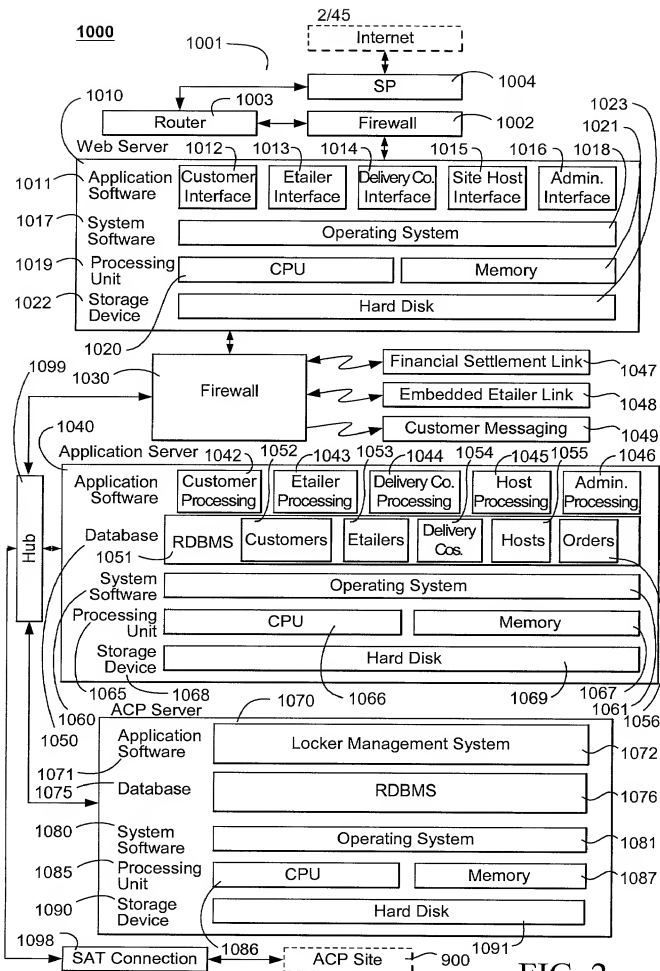 2/45
1000
Internet
1001
SP
1004
1010
1003
1023
Router
Firewall
1002
1021
Web Server
1012
1013
1014
1015
1016
1018
1011
Application
Software
Customer
Interface
Etailer
Interface
Delivery Co.
Interface
Site Host
Interface
Admin.
Interface
1017
System
Software
Operating System
1019
Processing
Unit
CPU
Memory
1022
Storage
Device
Hard Disk
1020
1099
1030
Firewall
Financial Settlement Link
1047
Embedded Etailer Link
1048
1040
Customer Messaging
1049
1052
1053
1054
1055
Application Server
1042
1043
1044
1045
1046
Application
Software
Customer
Processing
Etailer
Processing
Delivery Co.
Processing
Host
Processing
Admin.
Processing
Hub
Database
1051
RDBMS
Customers
Etailers
Delivery
Cos.
Hosts
Orders
System
Software
Operating System
Processing
Unit
CPU
Memory
Storage
Device
Hard Disk
1065
1068
1066
1069
1067
1060
1061
1050
1056
ACP Server
1070
Application
Software
Locker Management System
1071
1072
1075
Database
RDBMS
1076
1080
System
Software
Operating System
1081
1085
Processing
Unit
CPU
Memory
1087
1090
Storage
Device
Hard Disk
1098
1086
1091
SAT Connection
ACP Site
900